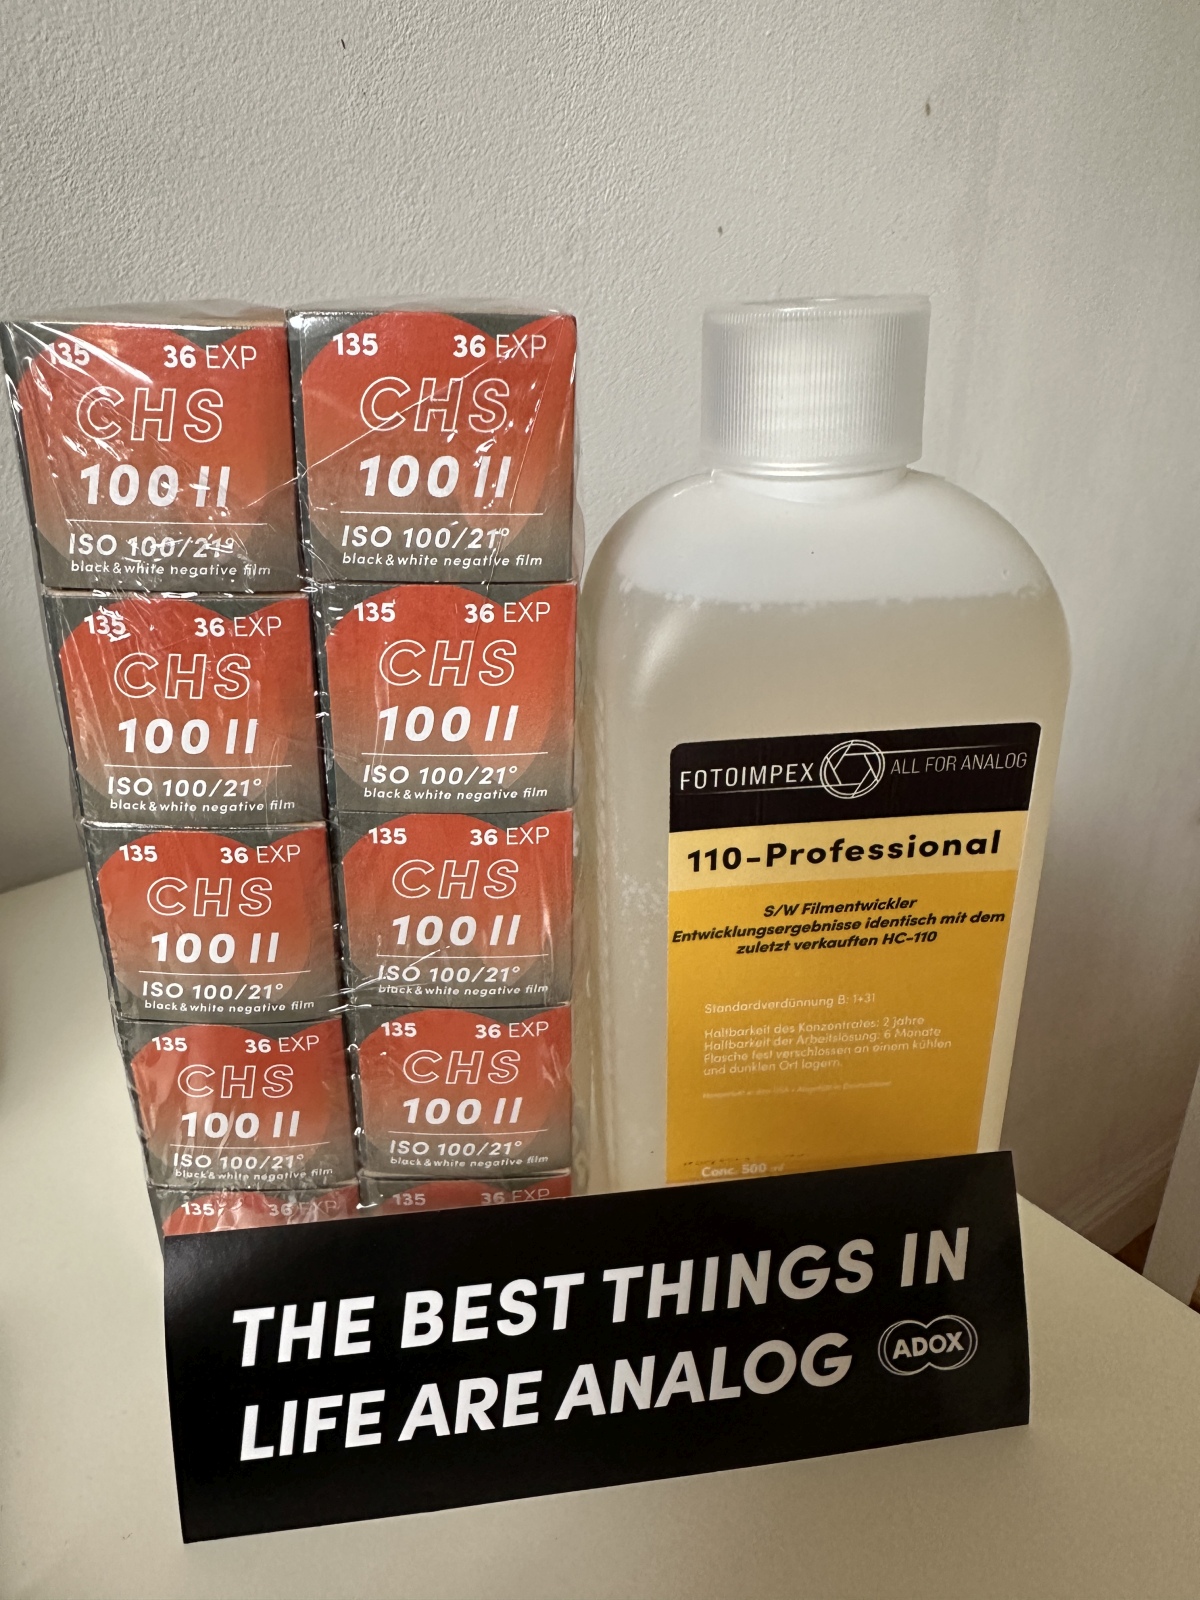 135 36 EXP
CHS
100 II
ISO 100/21°
black&white negative film
135 36 EXP
CHS
100 II
ISO 100/21°
black&white negative film
135 36 EXP
CHS
100 II
ISO 100/21°
black&white negative film
135 36 EXP
CHS
100 II
ISO 100/21°
black&white negative film
135 36 EXP
CHS
100 II
ISO 100/21°
black&white negative film
135 36 EXP
CHS
100 II
ISO 100/21°
black&white negative film
135 36 EXP
CHS
100 II
ISO 100/21°
black&white negative film
135 36 EXP
CHS
100 II
ISO 100/21°
black&white negative film
135 36 EXP
135 36 EXP
FOTOIMPEX ALL FOR ANALOG
110-Professional
S/W Filmentwickler
Entwicklungsergebnisse identisch mit dem
zuletzt verkauften HC-110
Standardverdünnung B: 1+31
Haltbarkeit des Konzentrates: 2 Jahre
Haltbarkeit der Arbeitslösung: 6 Monate
Flasche fest verschlossen an einem kühlen
und dunklen Ort lagern.
Conc. 500 ml
THE BEST THINGS IN
LIFE ARE ANALOG ADOX